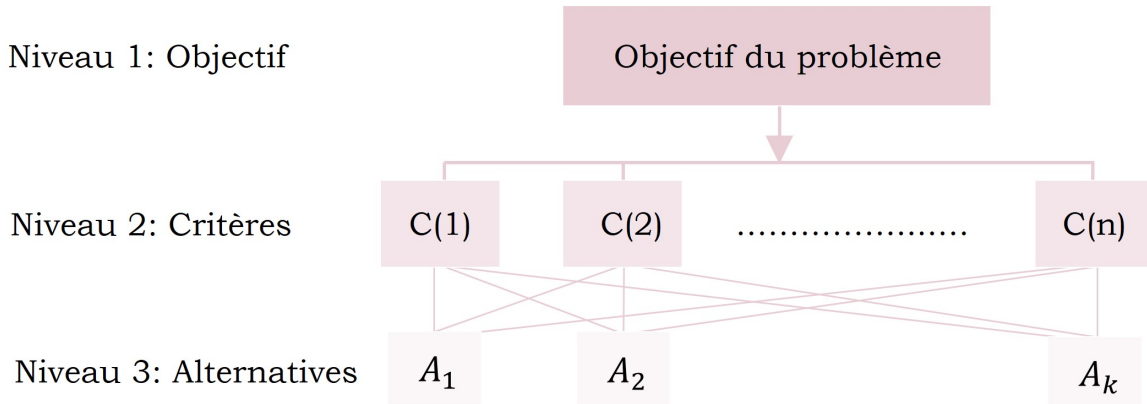 Niveau 1: Objectif
Objectif du problème
Niveau 2: Critères
C(1)
C(2)
......................
C(n)
Niveau 3: Alternatives
A₁
A₂
Aₖ